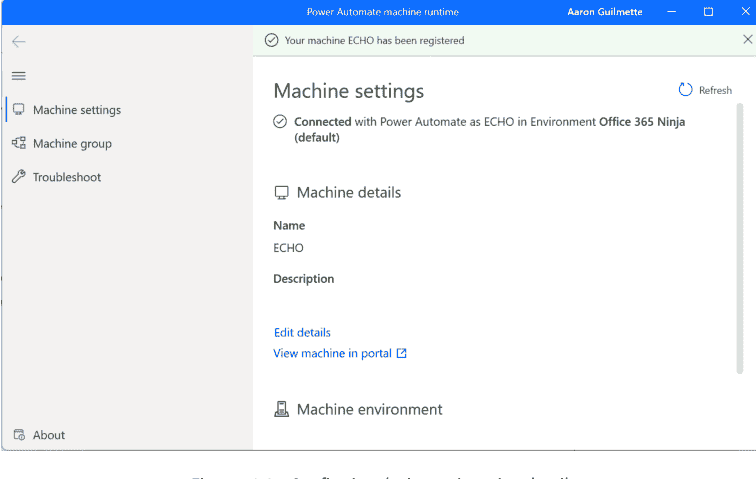 Power Automate machine runtime
Aaron Guilmette
Your machine ECHO has been registered
Machine settings
Machine group
Troubleshoot
About
Machine settings
Refresh
Connected with Power Automate as ECHO in Environment Office 365 Ninja
(default)
Machine details
Name
ECHO
Description
Edit details
View machine in portal
Machine environment